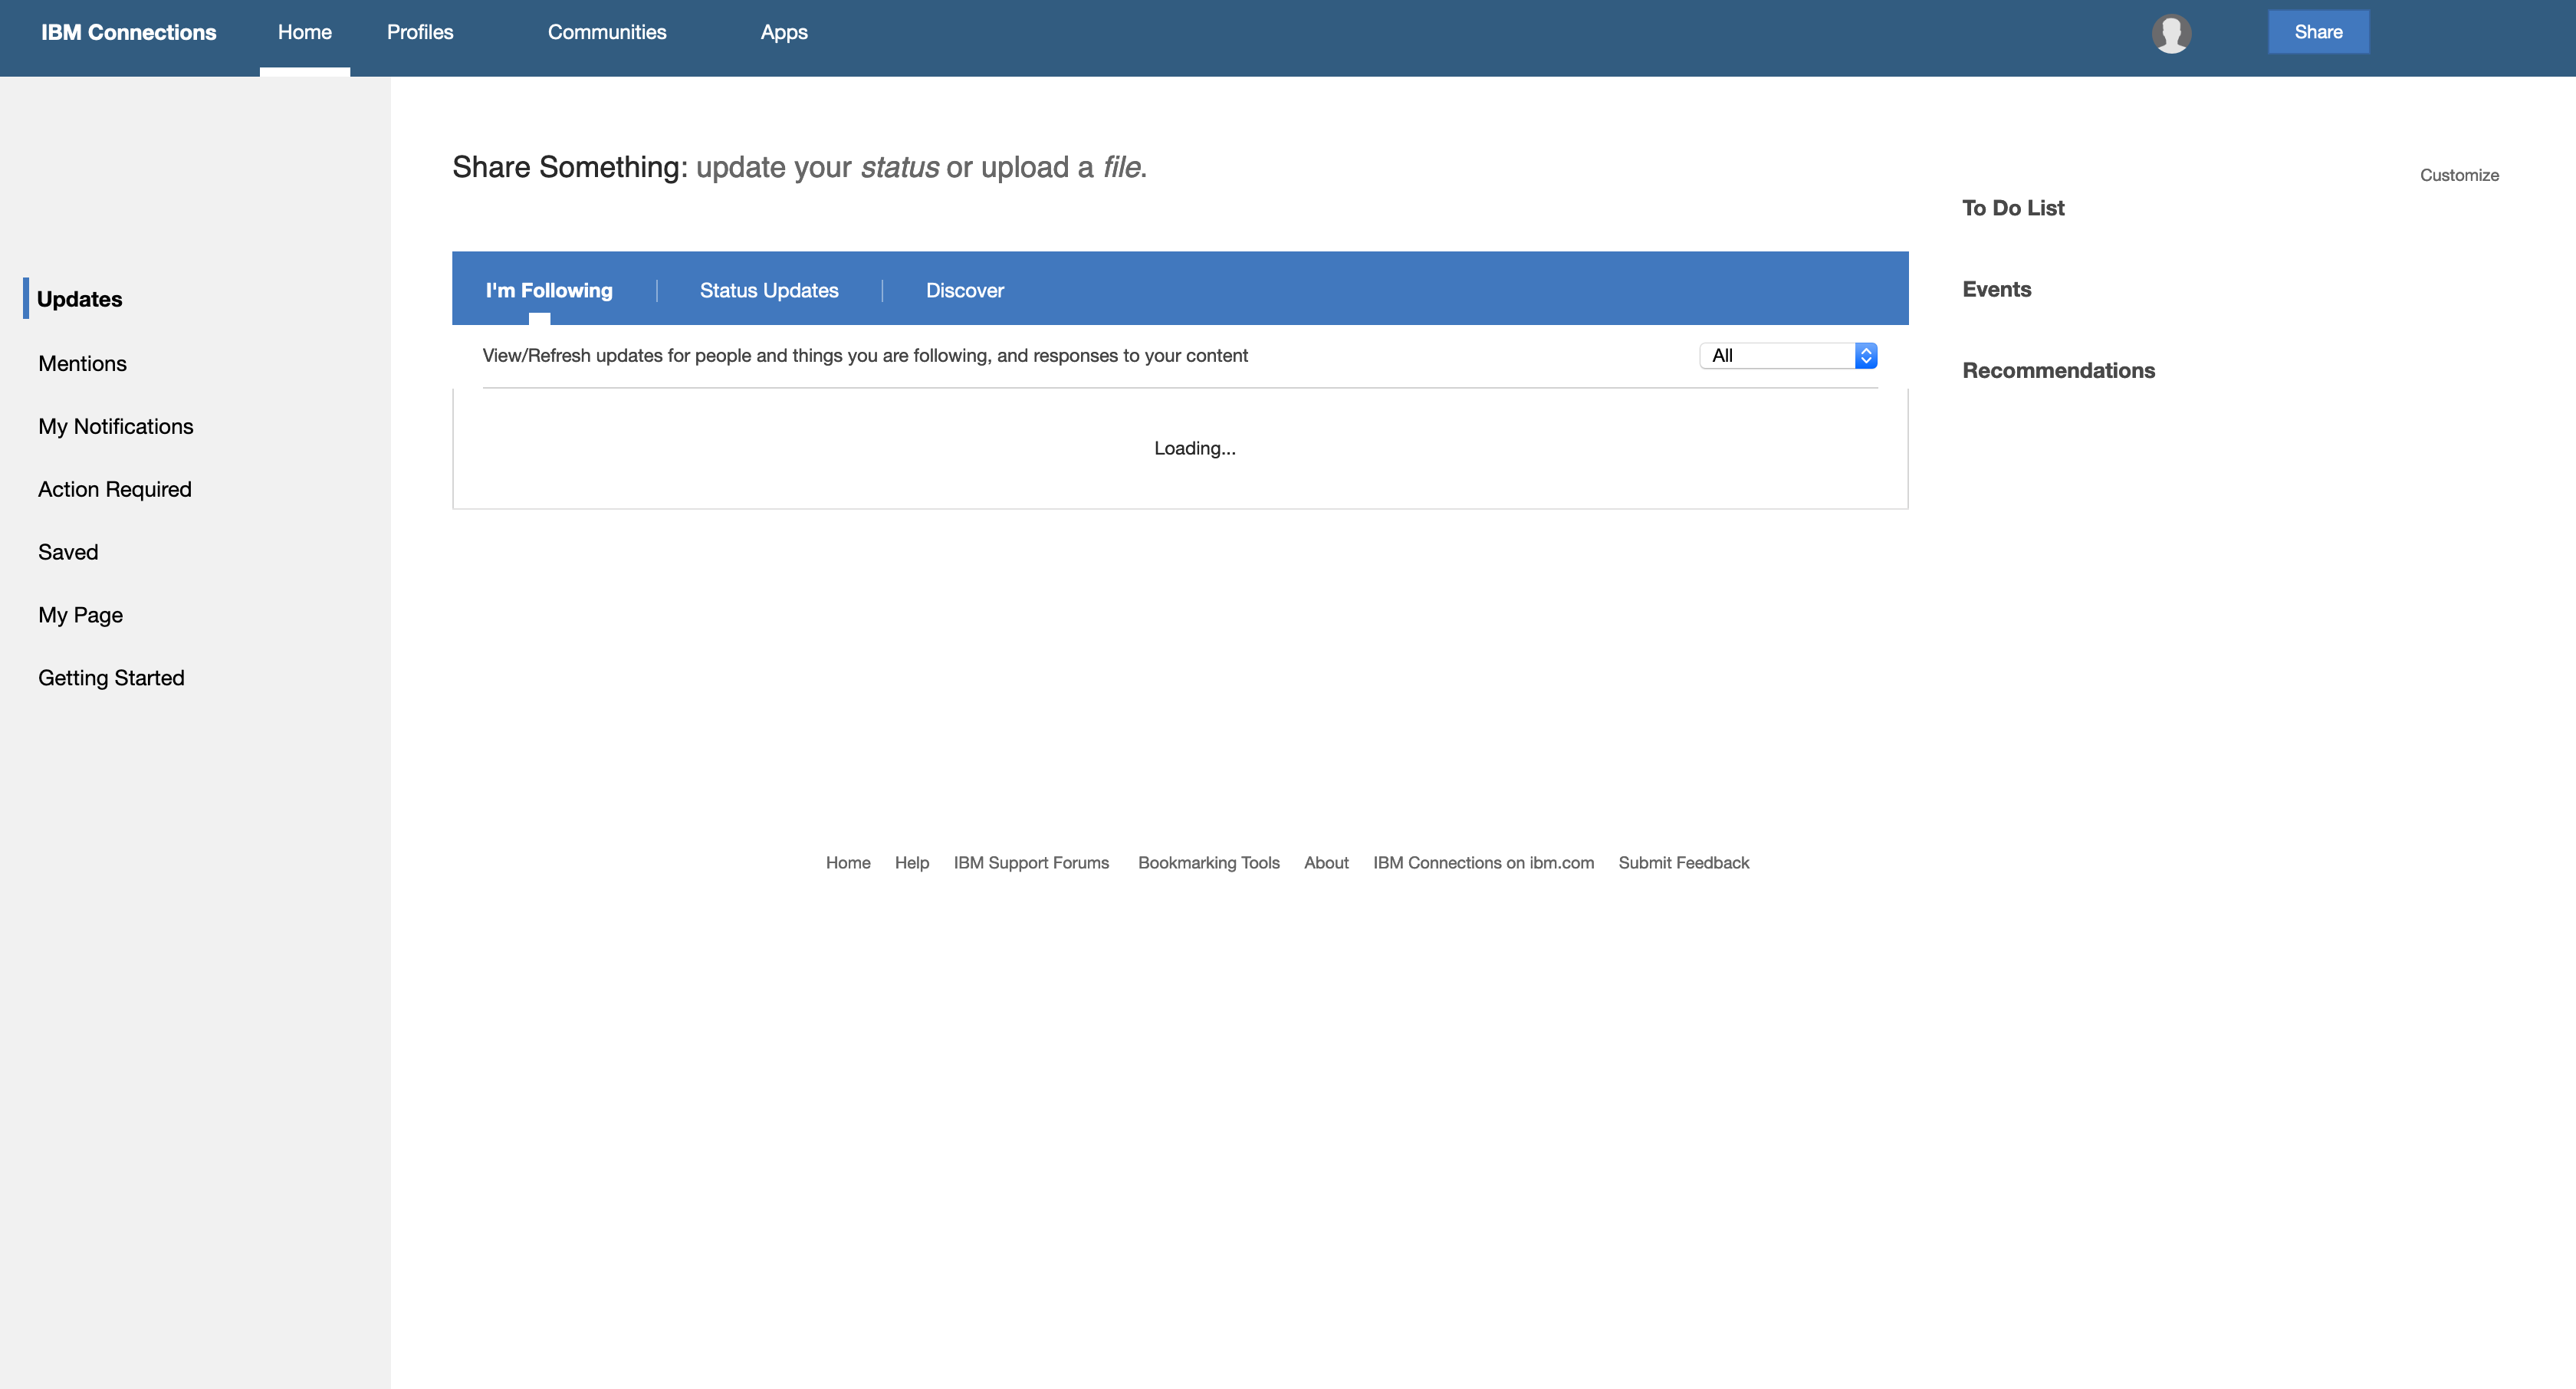 IBM Connections Home Profiles Communities Apps Share
Share Something: update your status or upload a file.
Customize
To Do List
Events
Recommendations
Updates
Mentions
My Notifications
Action Required
Saved
My Page
Getting Started
I'm Following Status Updates Discover
View/Refresh updates for people and things you are following, and responses to your content All
Loading...
Home Help IBM Support Forums Bookmarking Tools About IBM Connections on ibm.com Submit Feedback